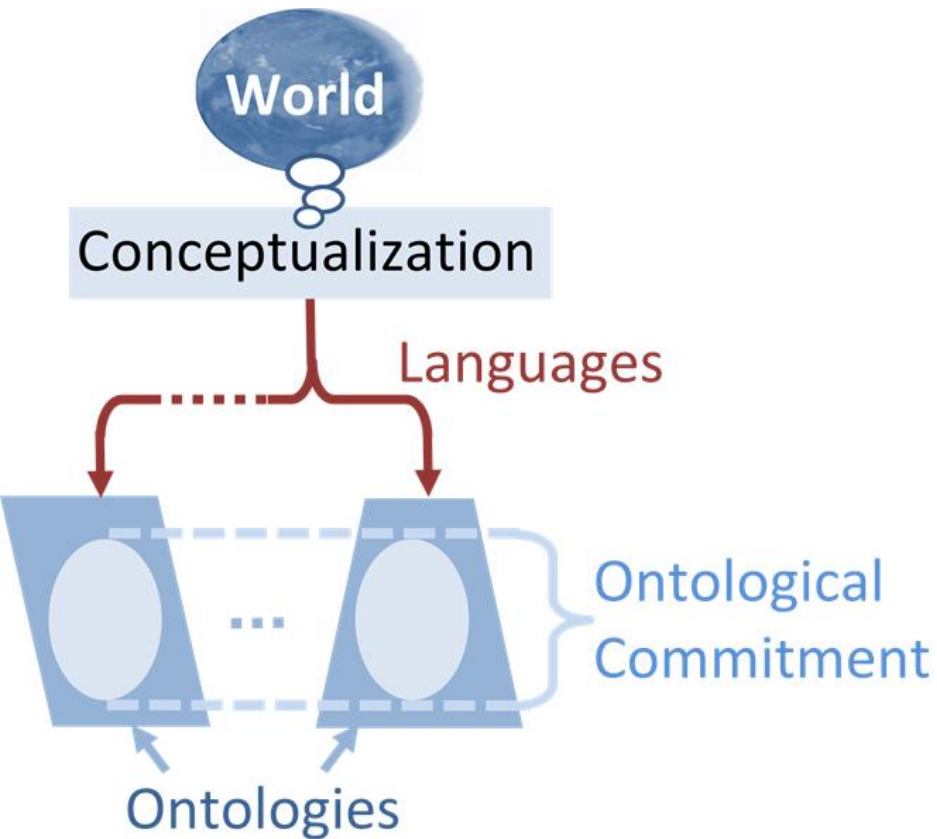 World
Conceptualization
Languages
Ontological
Commitment
Ontologies